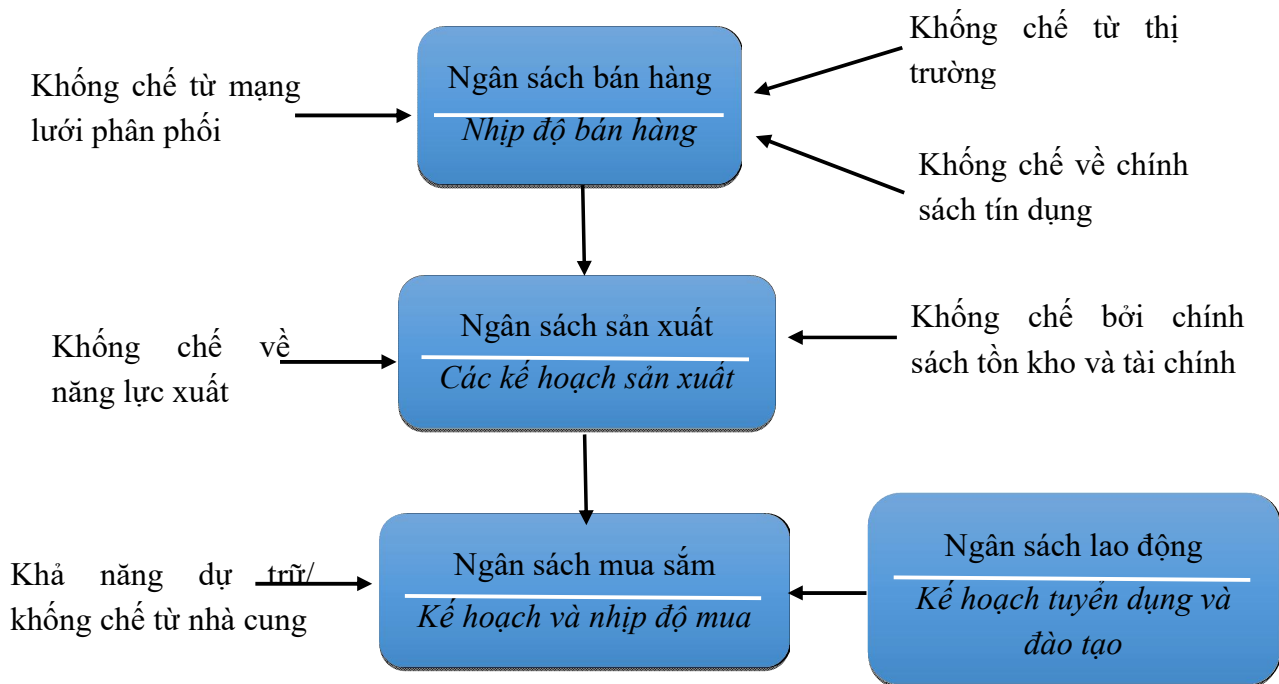 Khống chế từ mạng
lưới phân phối
Ngân sách bán hàng
Nhịp độ bán hàng
Khống chế từ thị
trường
Khống chế về chính
sách tín dụng
Khống chế về
năng lực xuất
Ngân sách sản xuất
Các kế hoạch sản xuất
Khống chế bởi chính
sách tồn kho và tài chính
Khả năng dự trữ/
khống chế từ nhà cung
Ngân sách mua sắm
Kế hoạch và nhịp độ mua
Ngân sách lao động
Kế hoạch tuyển dụng và
đào tạo